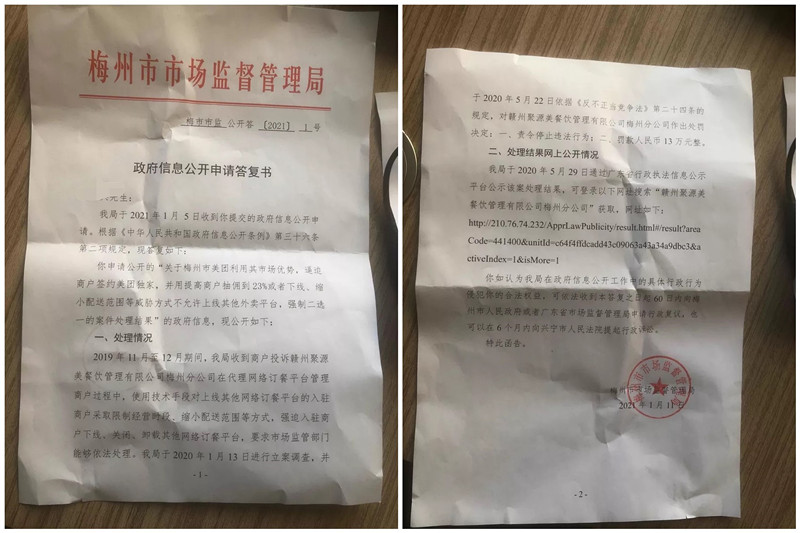 梅州市市场监督管理局
梅市市监 公开答 [2021] 1 号
政府信息公开申请答复书
先生:
我局于 2021 年 1 月 5 日收到你提交的政府信息公开申
请。根据《中华人民共和国政府信息公开条例》第三十六条
第二项规定，现答复如下:
你申请公开的“关于梅州市美团利用其市场优势，逼迫
商户签约美团独家，并用提高商户抽佣到23%或者下线、缩
小配送范围等威胁方式不允许上线其他外卖平台，强制二选
一的案件处理结果”的政府信息，现公开如下:
一、处理情况
2019 年 11 月至 12 月期间，我局收到商户投诉赣州聚源
美餐饮管理有限公司梅州分公司在代理网络订餐平台管理
商户过程中，使用技术手段对上线其他网络订餐平台的入驻
商户采取限制经营时段、缩小配送范围等方式，强迫入驻商
户下线、关闭、卸载其他网络订餐平台，要求市场监管部门
能够依法处理。我局于 2020 年 1 月 13 日进行立案调查，并
- 1 -
于 2020 年 5 月 22 日依据《反不正当竞争法》第二十四条的
规定，对赣州聚源美餐饮管理有限公司梅州分公司作出处罚
决定: 一、责令停止违法行为; 二、罚款人民币 13 万元整。
二、处理结果网上公开情况
我局于 2020 年 5 月 29 日通过广东省行政执法信息公示
平台公示该案处理结果，可登录以下网址搜索“赣州聚源美
餐饮管理有限公司梅州分公司”获取，网址如下:
http://210.76.74.232/ApprLawPublicity/result.html#/result?area
Code=441400&unitId=c64f4ffdcadd43c09063a43a34a9dbc3&a
ctiveIndex=1&isMore=1
你如认为我局在政府信息公开工作中的具体行政行为
侵犯你的合法权益，可依法收到本答复之日起 60 日内向梅
州市人民政府或者广东省市场监督管理局申请行政复议，也
可以在 6 个月内向兴宁市人民法院提起行政诉讼。
特此函告。
梅州市市场监督管理局
2021 年 1 月 11 日
- 2 -